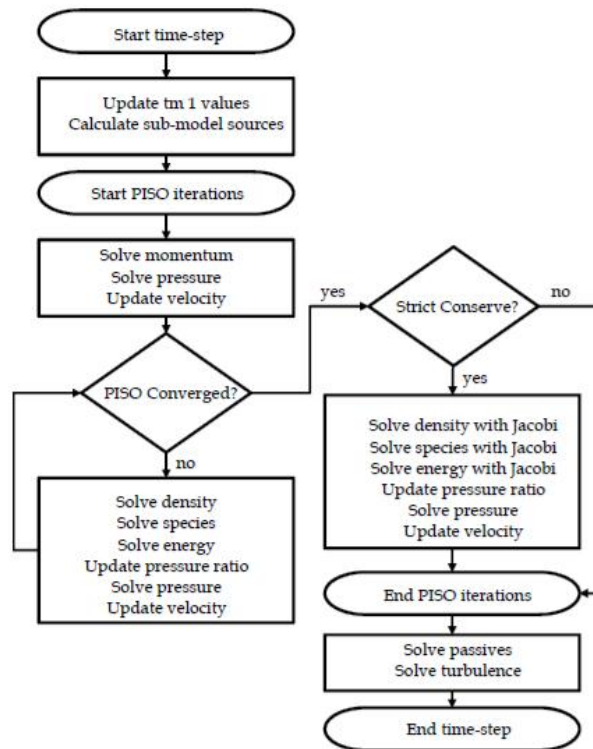 Start time-step
Update tm 1 values
Calculate sub-model sources
Start PISO iterations
Solve momentum
Solve pressure
Update velocity
PISO Converged?
no
Solve density
Solve species
Solve energy
Update pressure ratio
Solve pressure
Update velocity
yes
Strict Conserve?
no
yes
Solve density with Jacobi
Solve species with Jacobi
Solve energy with Jacobi
Update pressure ratio
Solve pressure
Update velocity
End PISO iterations
Solve passives
Solve turbulence
End time-step